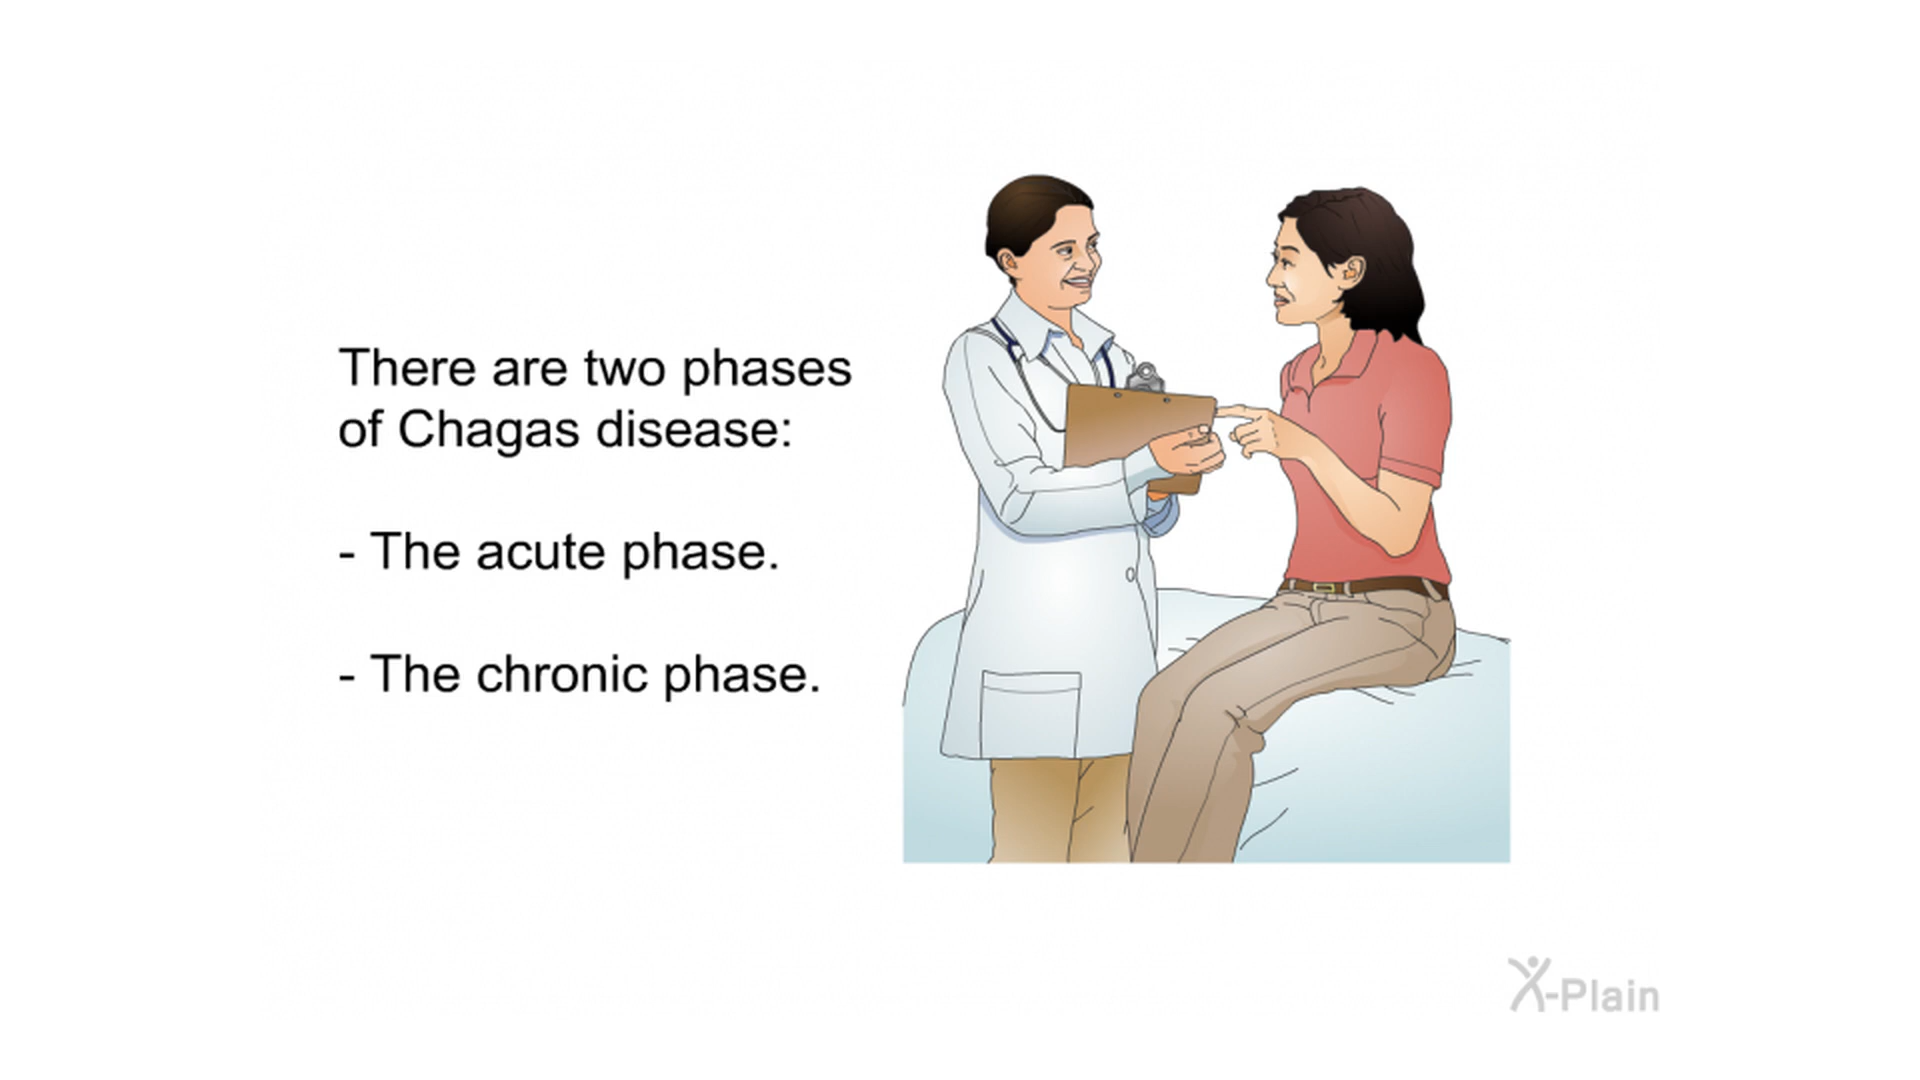 There are two phases
of Chagas disease:
- The acute phase.
- The chronic phase.
X-Plain